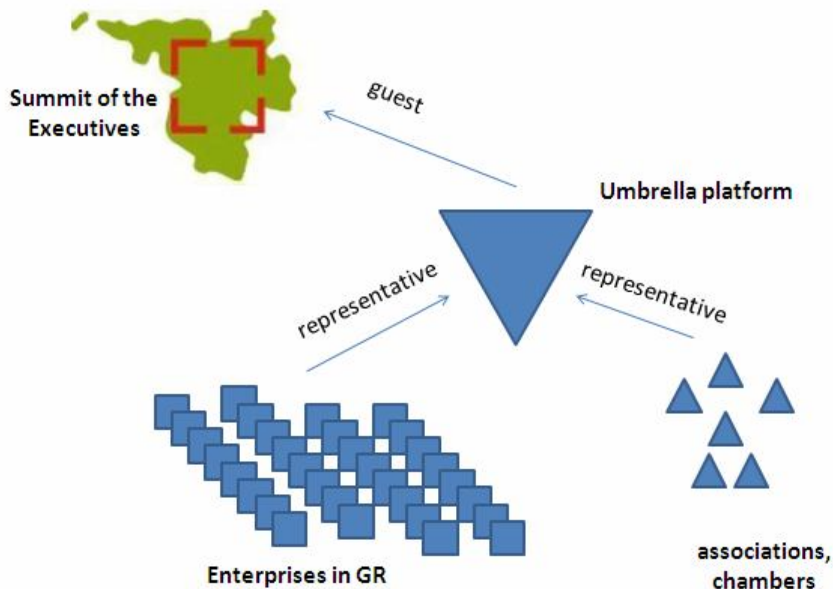 guest
Summit of the
Executives
Umbrella platform
representative
representative
Enterprises in GR
associations,
chambers